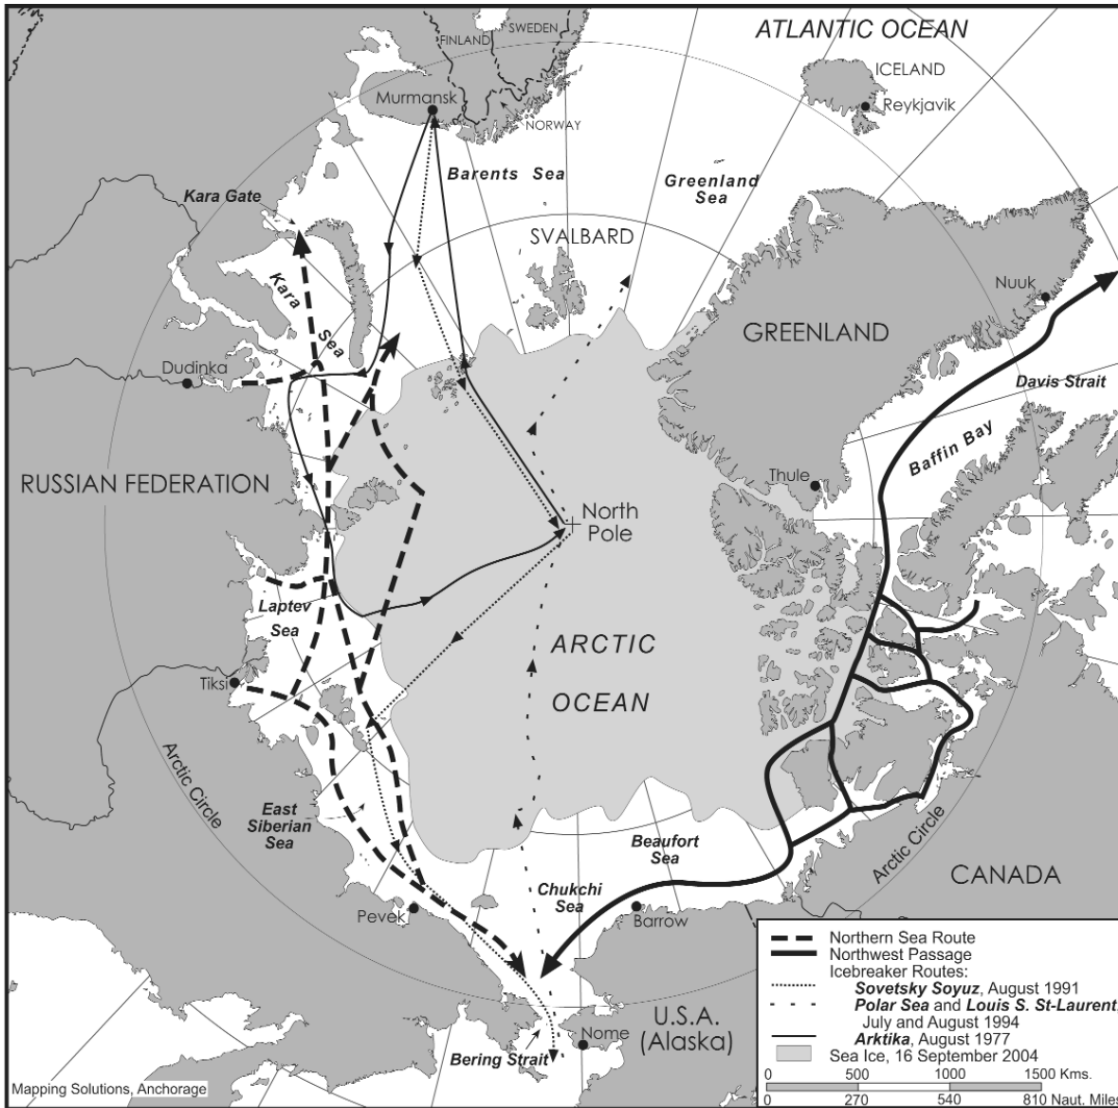 ATLANTIC OCEAN
SWEDEN
FINLAND
ICELAND
Murmansk
Reykjavik
NORWAY
Barents Sea
Greenland
Sea
Kara Gate
SVALBARD
Kara
Sea
Nuuk
GREENLAND
Dudinka
Davis Strait
Baffin Bay
RUSSIAN FEDERATION
Thule
North
Pole
Laptev
Sea
ARCTIC
OCEAN
Tiksi
Arctic Circle
East
Siberian
Sea
Beaufort
Sea
Arctic Circle
CANADA
Chukchi
Sea
Pevek
Barrow
U.S.A.
(Alaska)
Nome
Bering Strait
Mapping Solutions, Anchorage
Northern Sea Route
Northwest Passage
Icebreaker Routes:
Sovetsky Soyuz, August 1991
Polar Sea and Louis S. St-Laurent,
July and August 1994
Arktika, August 1977
Sea Ice, 16 September 2004
0 500 1000 1500 Kms.
0 270 540 810 Naut. Miles